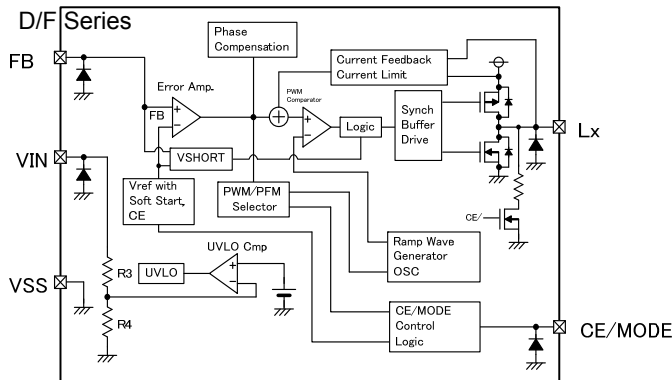 D/F Series
FB
VIN
VSS
Phase
Compensation
Error Amp.
FB
+
−
VSHORT
Vref with
Soft Start,
CE
PWM/PFM
Selector
UVLO Cmp
UVLO
+
−
R3
R4
Current Feedback
Current Limit
PWM
Comparator
+
−
Logic
Synch
Buffer
Drive
CE/
Ramp Wave
Generator
OSC
CE/MODE
Control
Logic
Lx
CE/MODE